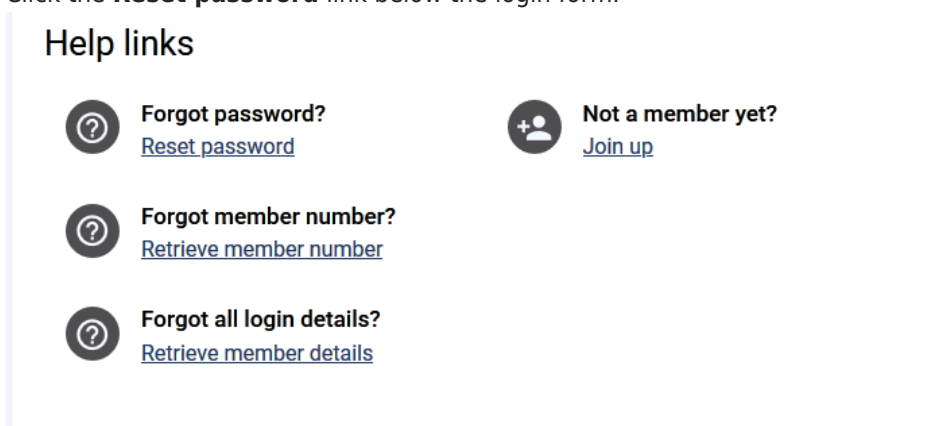 Click the Reset password link below the login form.
Help links
Forgot password?
Reset password
Not a member yet?
Join up
Forgot member number?
Retrieve member number
Forgot all login details?
Retrieve member details